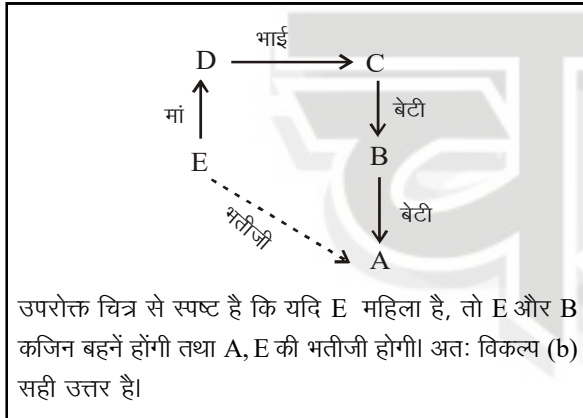 भाई
D C
मां बेटी
E B
भतीजी बेटी
A
उपरोक्त चित्र से स्पष्ट है कि यदि E महिला है, तो E और B
कजिन बहनें होंगी तथा A, E की भतीजी होगी। अतः विकल्प (b)
सही उत्तर है।